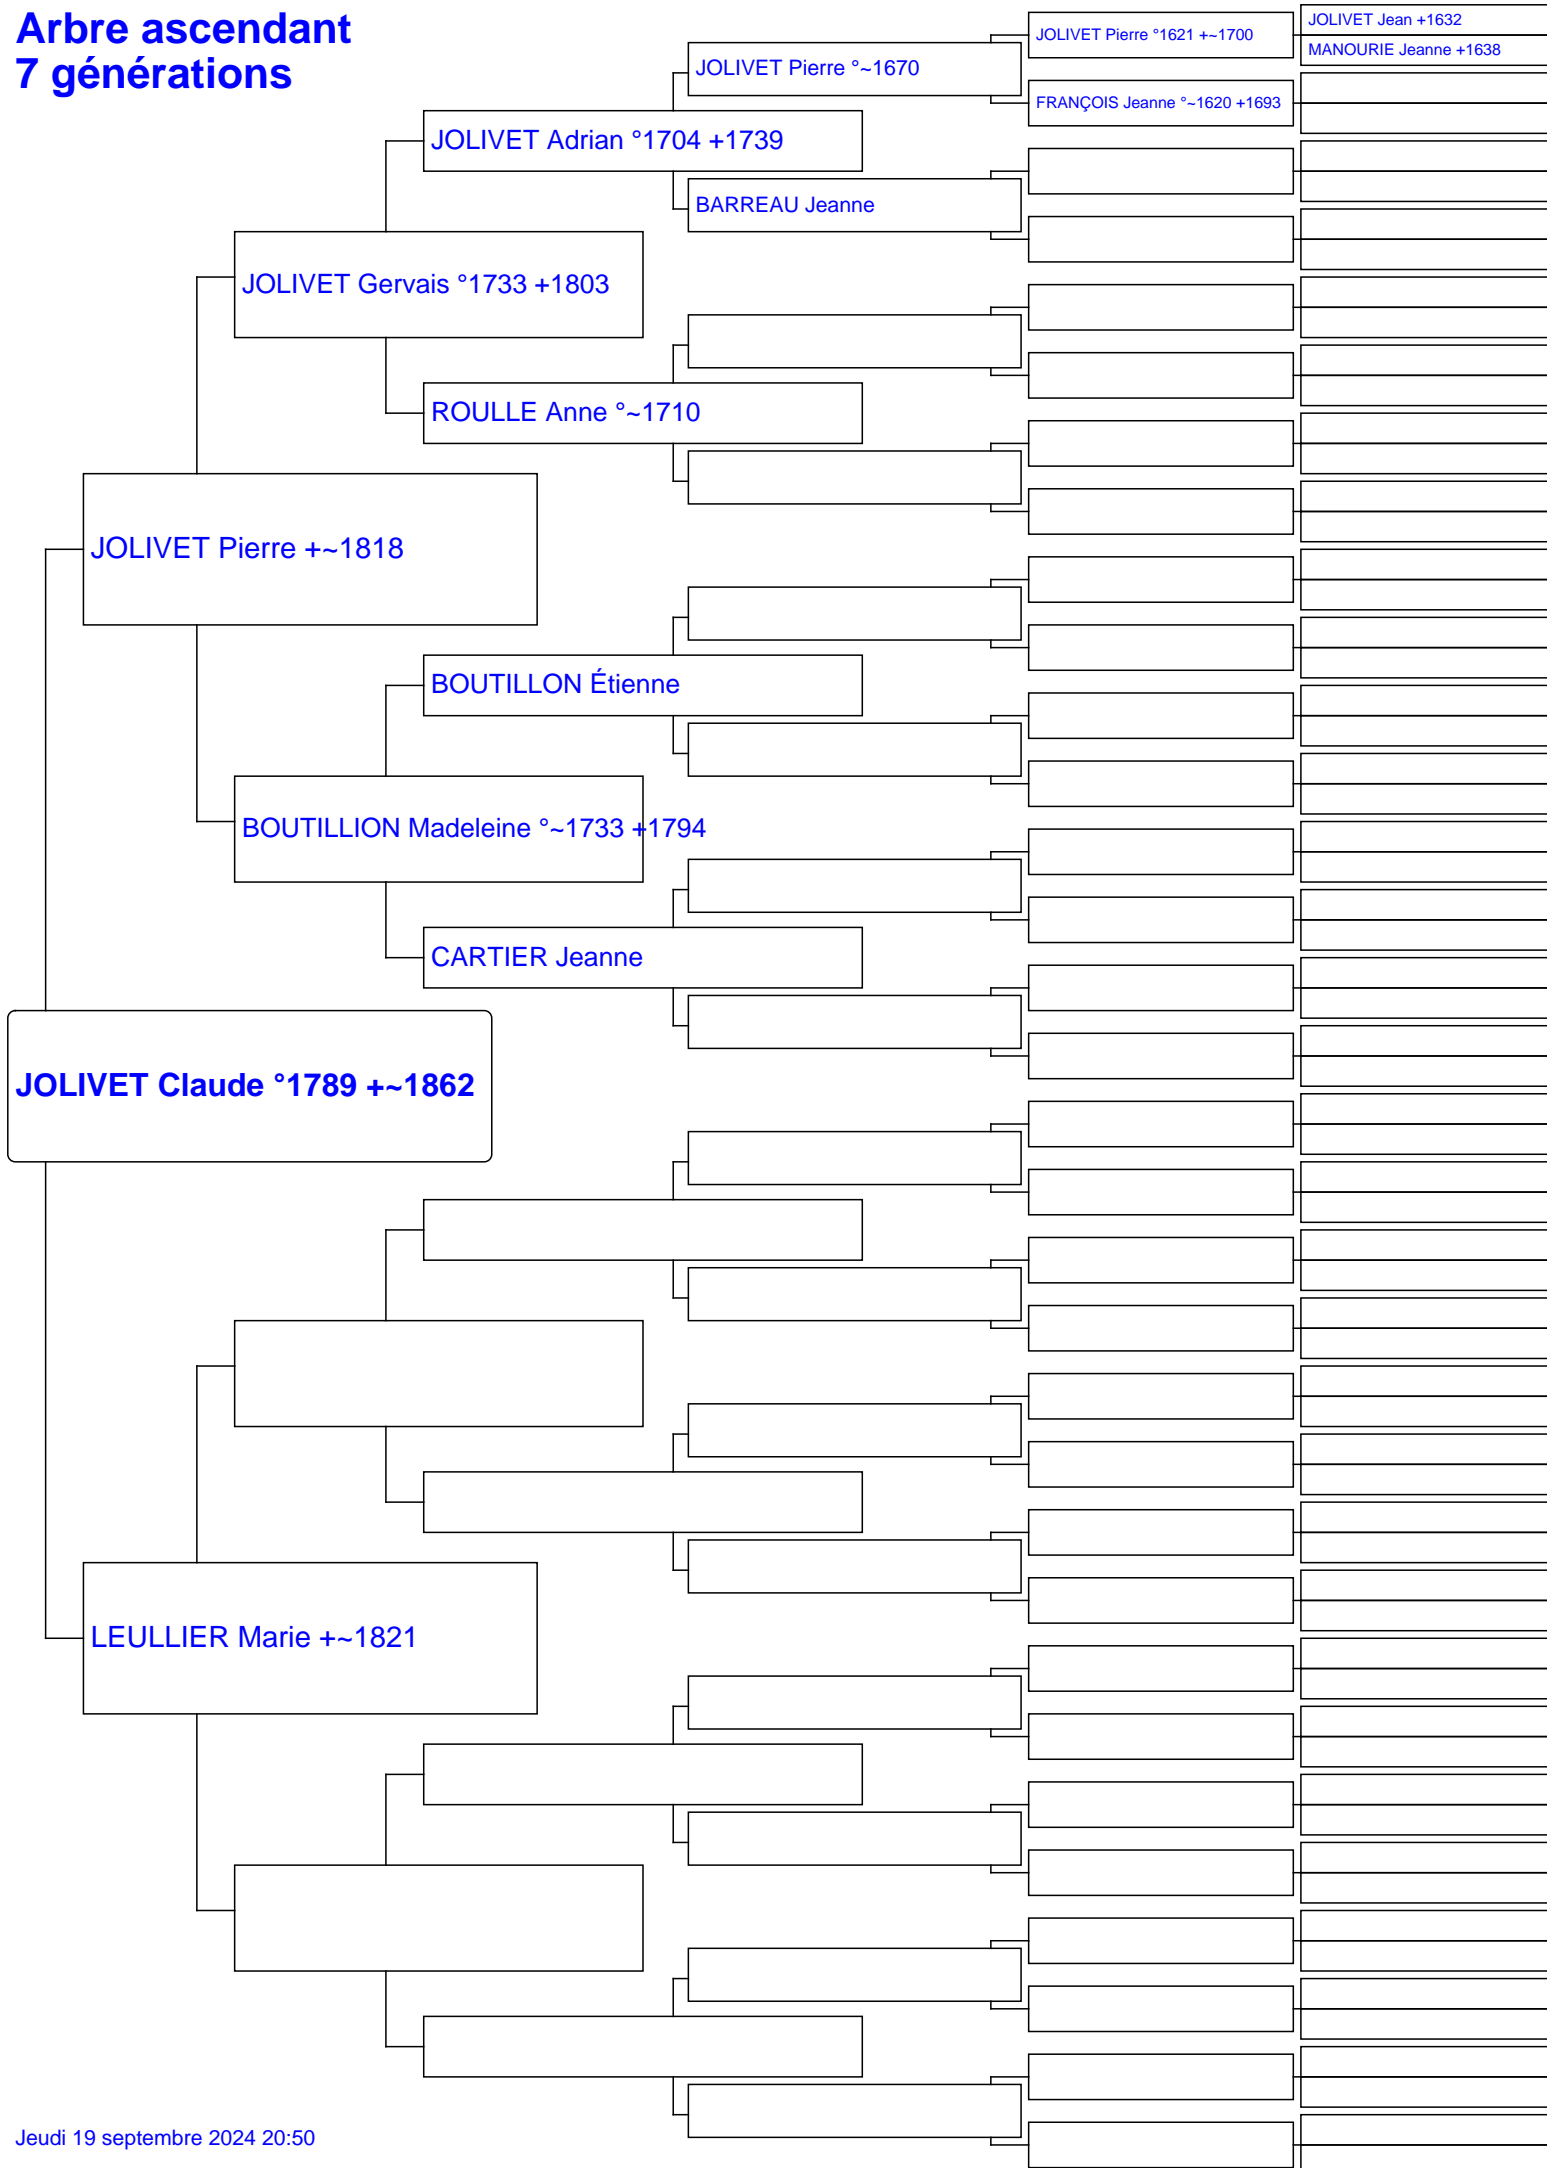 Arbre ascendant
7 générations
JOLIVET Jean +1632
JOLIVET Pierre °1621 +~1700
MANOURIE Jeanne +1638
JOLIVET Pierre °~1670
FRANÇOIS Jeanne °~1620 +1693
JOLIVET Adrian °1704 +1739
BARREAU Jeanne
JOLIVET Gervais °1733 +1803
ROULLE Anne °~1710
JOLIVET Pierre +~1818
BOUTILLON Étienne
BOUTILLION Madeleine °~1733 +1794
CARTIER Jeanne
JOLIVET Claude °1789 +~1862
LEULLIER Marie +~1821
Jeudi 19 septembre 2024 20:50